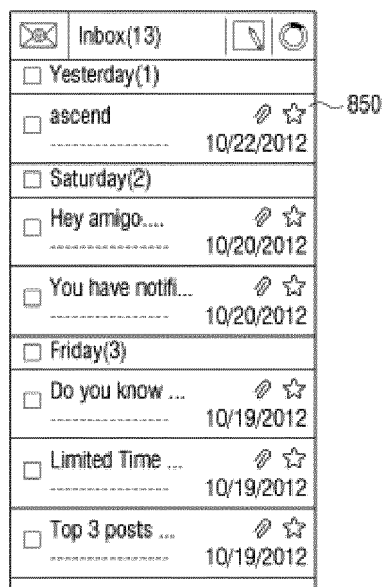 Inbox(13)
Yesterday(1)
ascend
850
10/22/2012
Saturday(2)
Hey amigo....
10/20/2012
You have notifi...
10/20/2012
Friday(3)
Do you know ...
10/19/2012
Limited Time ...
10/19/2012
Top 3 posts ...
10/19/2012